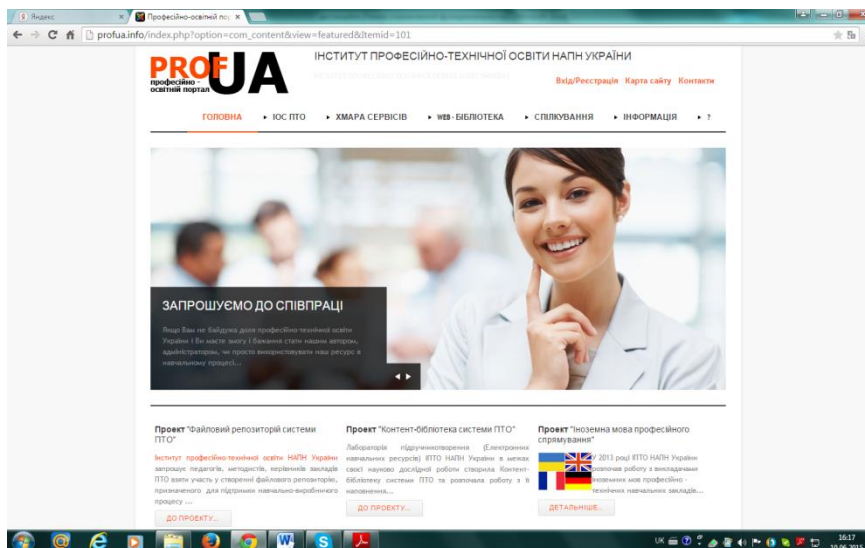 Яндекс
Професійно-освітній по
profua.info/index.php?option=com_content&view=featured&Itemid=101
PROF UA
професійно -
освітній портал
ІНСТИТУТ ПРОФЕСІЙНО-ТЕХНІЧНОЇ ОСВІТИ НАПН УКРАЇНИ
Вхід/Реєстрація Карта сайту Контакти
ГОЛОВНА ІОС ПТО ХМАРА СЕРВІСІВ WEB - БІБЛІОТЕКА СПІЛКУВАННЯ ІНФОРМАЦІЯ ?
ЗАПРОШУЄМО ДО СПІВПРАЦІ
Якщо Вам не байдужа доля професійно-технічної освіти
України і Ви маєте змогу і бажання стати нашим автором,
адміністратором, чи просто використовувати наш ресурс в
навчальному процесі...
Проект "Файловий репозиторій системи
ПТО"
Інститут професійно-технічної освіти НАПН України
запрошує педагогів, методистів, керівників закладів
ПТО взяти участь у створенні файлового репозиторію,
призначеного для підтримки навчально-виробничого
процесу ...
ДО ПРОЕКТУ...
Проект "Контент-бібліотека системи ПТО"
Лабораторія підручникотворення (Електронних
навчальних ресурсів) ІПТО НАПН України в межах
своєї науково дослідної роботи створила Контент-
бібліотеку системи ПТО та розпочала роботу з її
наповнення...
ДО ПРОЕКТУ...
Проект "Іноземна мова професійного
спрямування"
У 2013 році ІПТО НАПН України
розпочав роботу з викладачами
іноземних мов професійно -
технічних навчальних закладів...
ДЕТАЛЬНІШЕ...
UK
16:17
10.06.2015